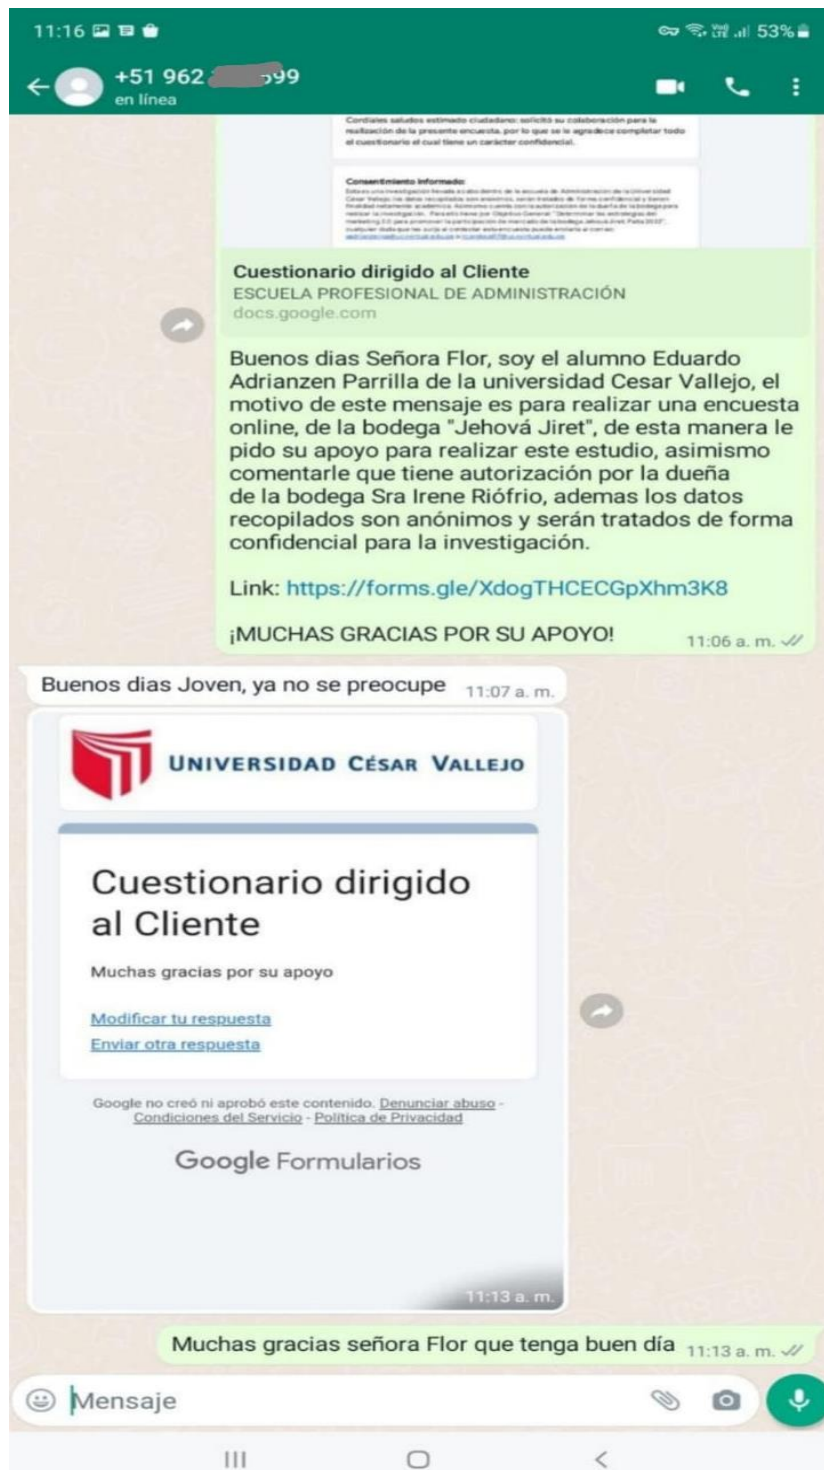 11:16
53%
+51 962 599
en línea
Cordiales saludos estimado ciudadano: solicitó su colaboración para la
realización de la presente encuesta, por lo que se le agradece completar todo
el cuestionario el cual tiene un carácter confidencial.
Consentimiento Informado:
Cuestionario dirigido al Cliente
ESCUELA PROFESIONAL DE ADMINISTRACIÓN
docs.google.com
Buenos dias Señora Flor, soy el alumno Eduardo
Adrianzen Parrilla de la universidad Cesar Vallejo, el
motivo de este mensaje es para realizar una encuesta
online, de la bodega "Jehová Jiret", de esta manera le
pido su apoyo para realizar este estudio, asimismo
comentarle que tiene autorización por la dueña
de la bodega Sra Irene Riófrio, ademas los datos
recopilados son anónimos y serán tratados de forma
confidencial para la investigación.
Link: https://forms.gle/XdogTHCECGpXhm3K8
¡MUCHAS GRACIAS POR SU APOYO!
11:06 a. m.
Buenos dias Joven, ya no se preocupe
11:07 a. m.
UNIVERSIDAD CÉSAR VALLEJO
Cuestionario dirigido
al Cliente
Muchas gracias por su apoyo
Modificar tu respuesta
Enviar otra respuesta
Google no creó ni aprobó este contenido. Denunciar abuso -
Condiciones del Servicio - Política de Privacidad
Google Formularios
11:13 a. m.
Muchas gracias señora Flor que tenga buen día
11:13 a. m.
Mensaje